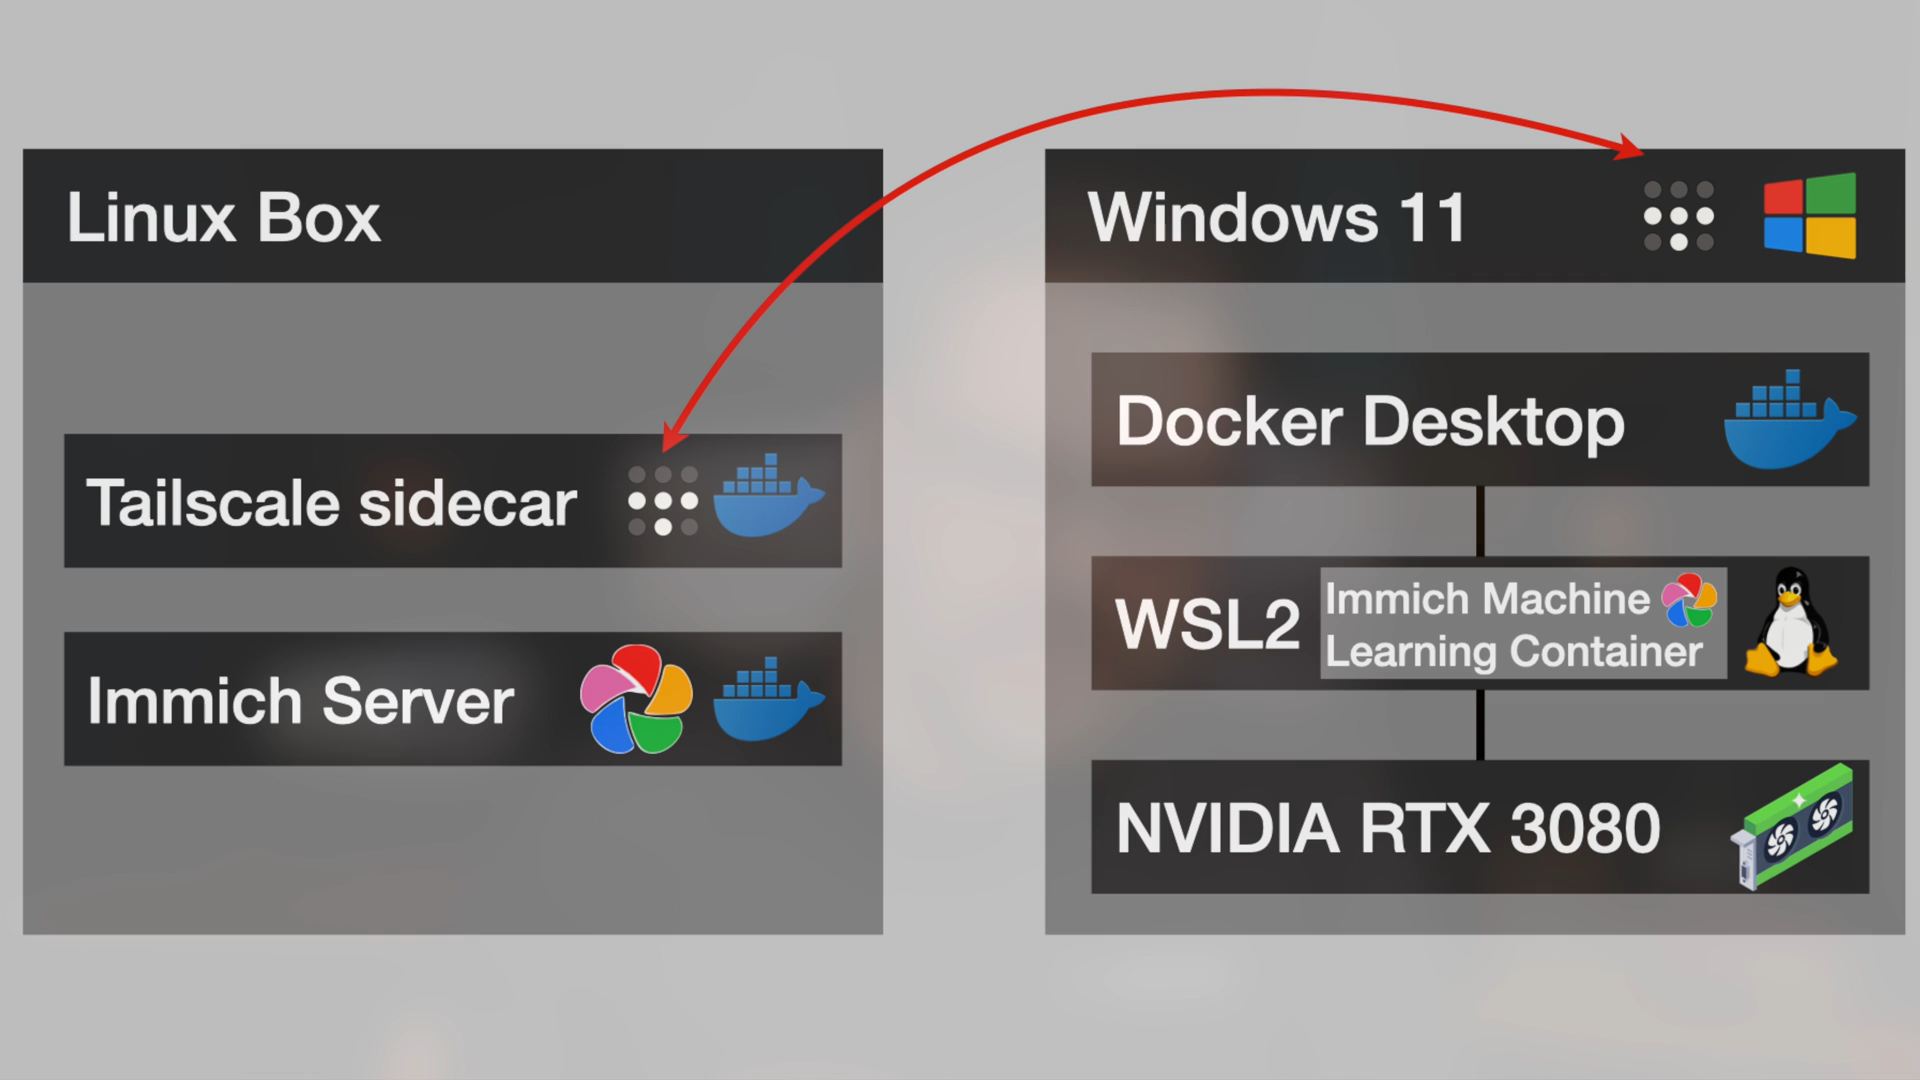 Linux Box
Tailscale sidecar
Immich Server
Windows 11
Docker Desktop
WSL2
Immich Machine
Learning Container
NVIDIA RTX 3080